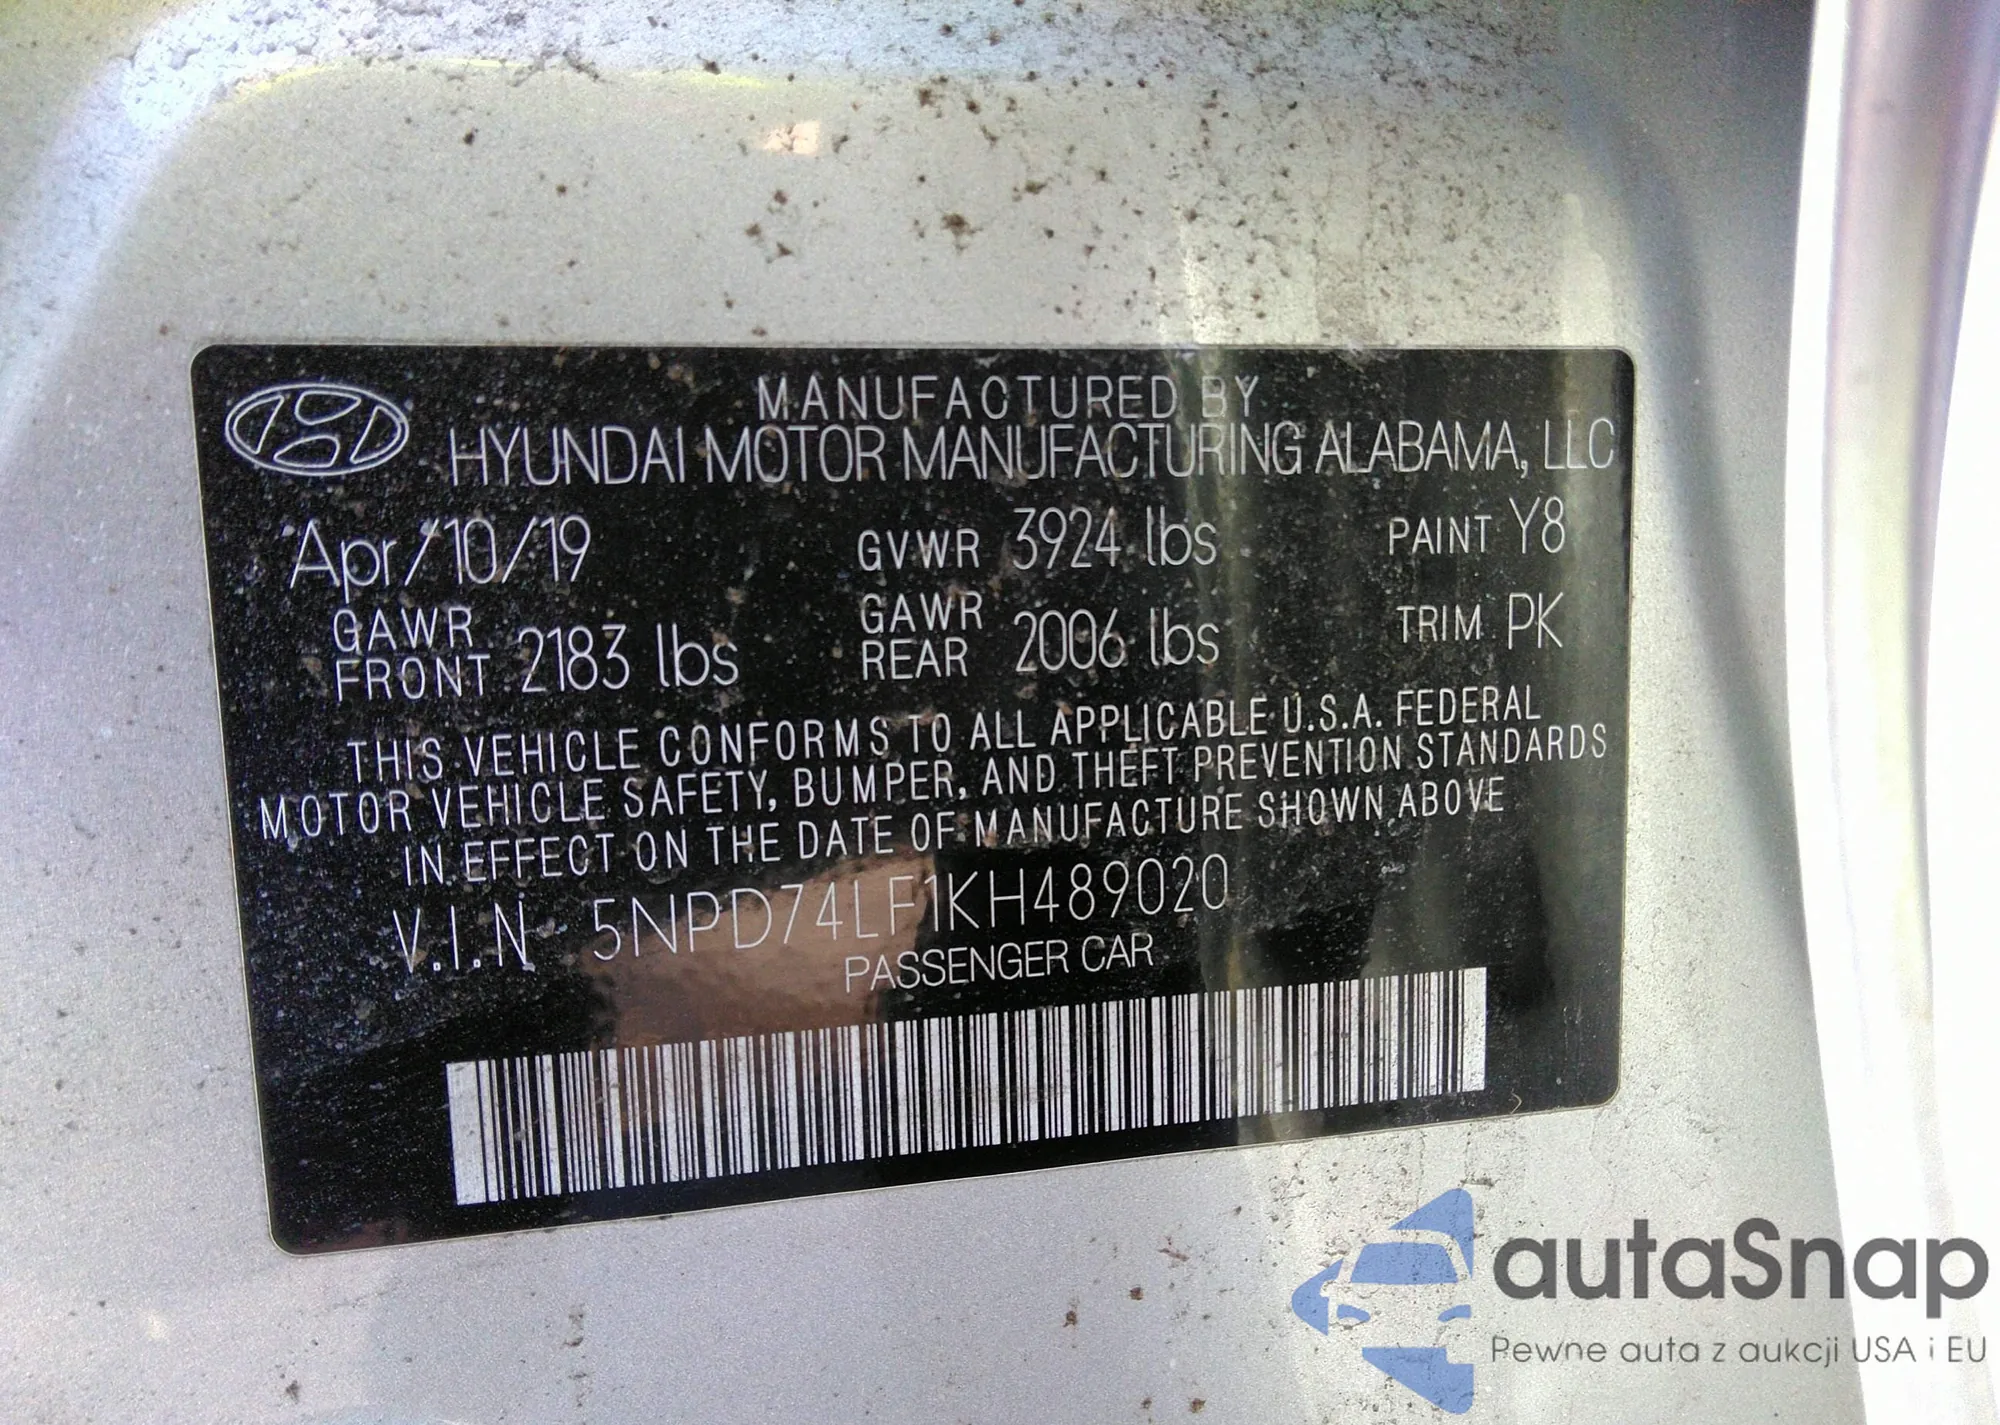 MANUFACTURED BY
HYUNDAI MOTOR MANUFACTURING ALABAMA, LLC
Apr/10/19 GVWR 3924 lbs PAINT Y8
GAWR FRONT 2183 lbs GAWR REAR 2006 lbs TRIM PK
THIS VEHICLE CONFORMS TO ALL APPLICABLE U.S.A. FEDERAL
MOTOR VEHICLE SAFETY, BUMPER, AND THEFT PREVENTION STANDARDS
IN EFFECT ON THE DATE OF MANUFACTURE SHOWN ABOVE
V.I.N 5NPD74LF1KH489020
PASSENGER CAR
autaSnap
Pewne auta z aukcji USA i EU